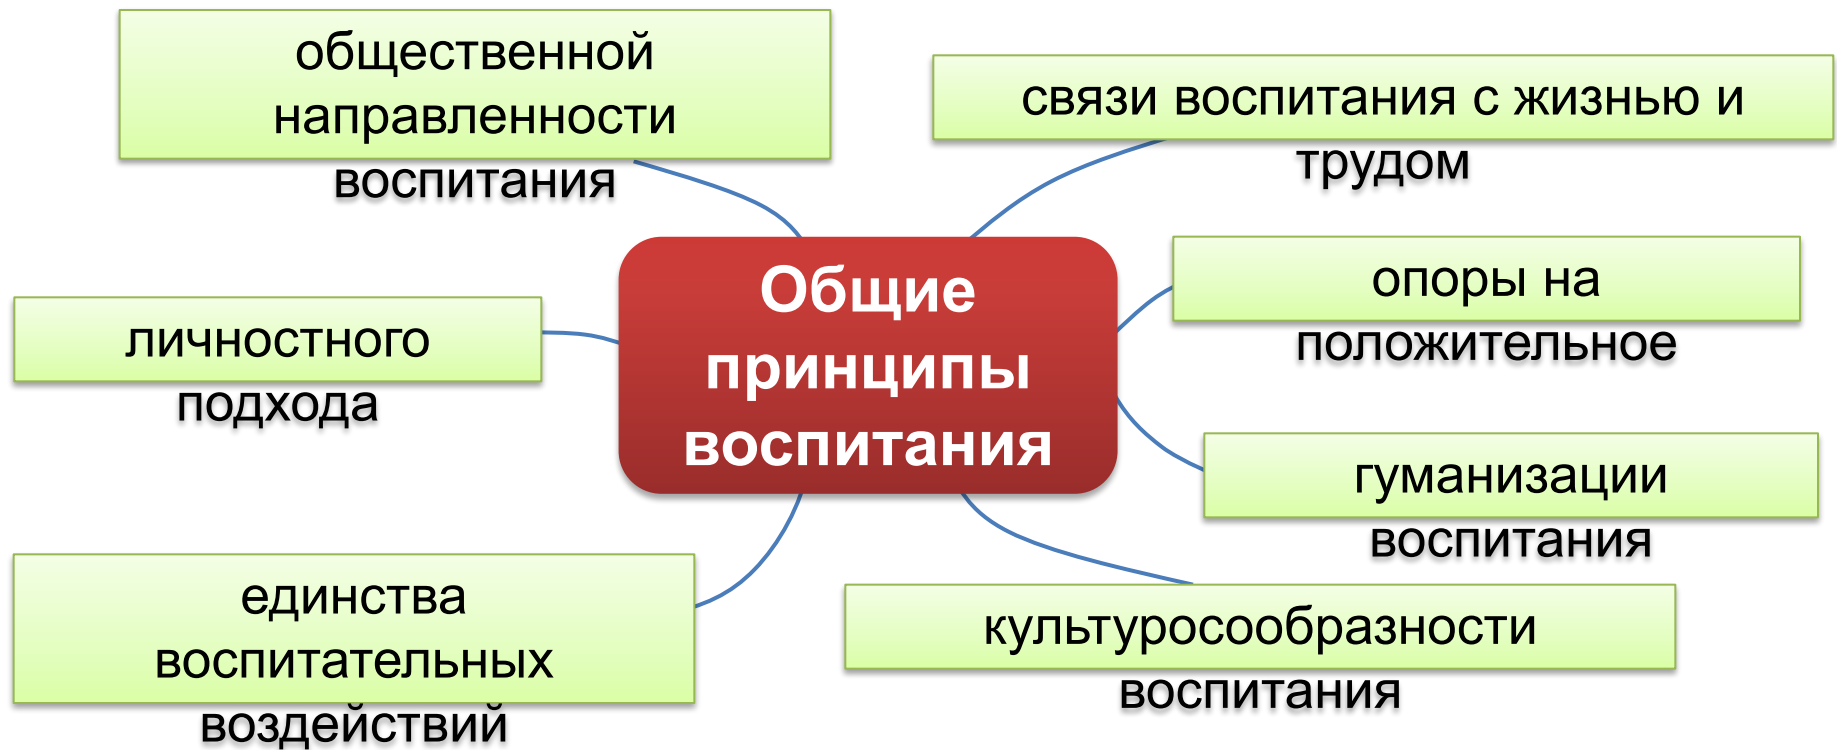 общественной
направленности
воспитания
связи воспитания с жизнью и
трудом
Общие
принципы
воспитания
опоры на
положительное
личностного
подхода
гуманизации
воспитания
единства
воспитательных
воздействий
культуросообразности
воспитания